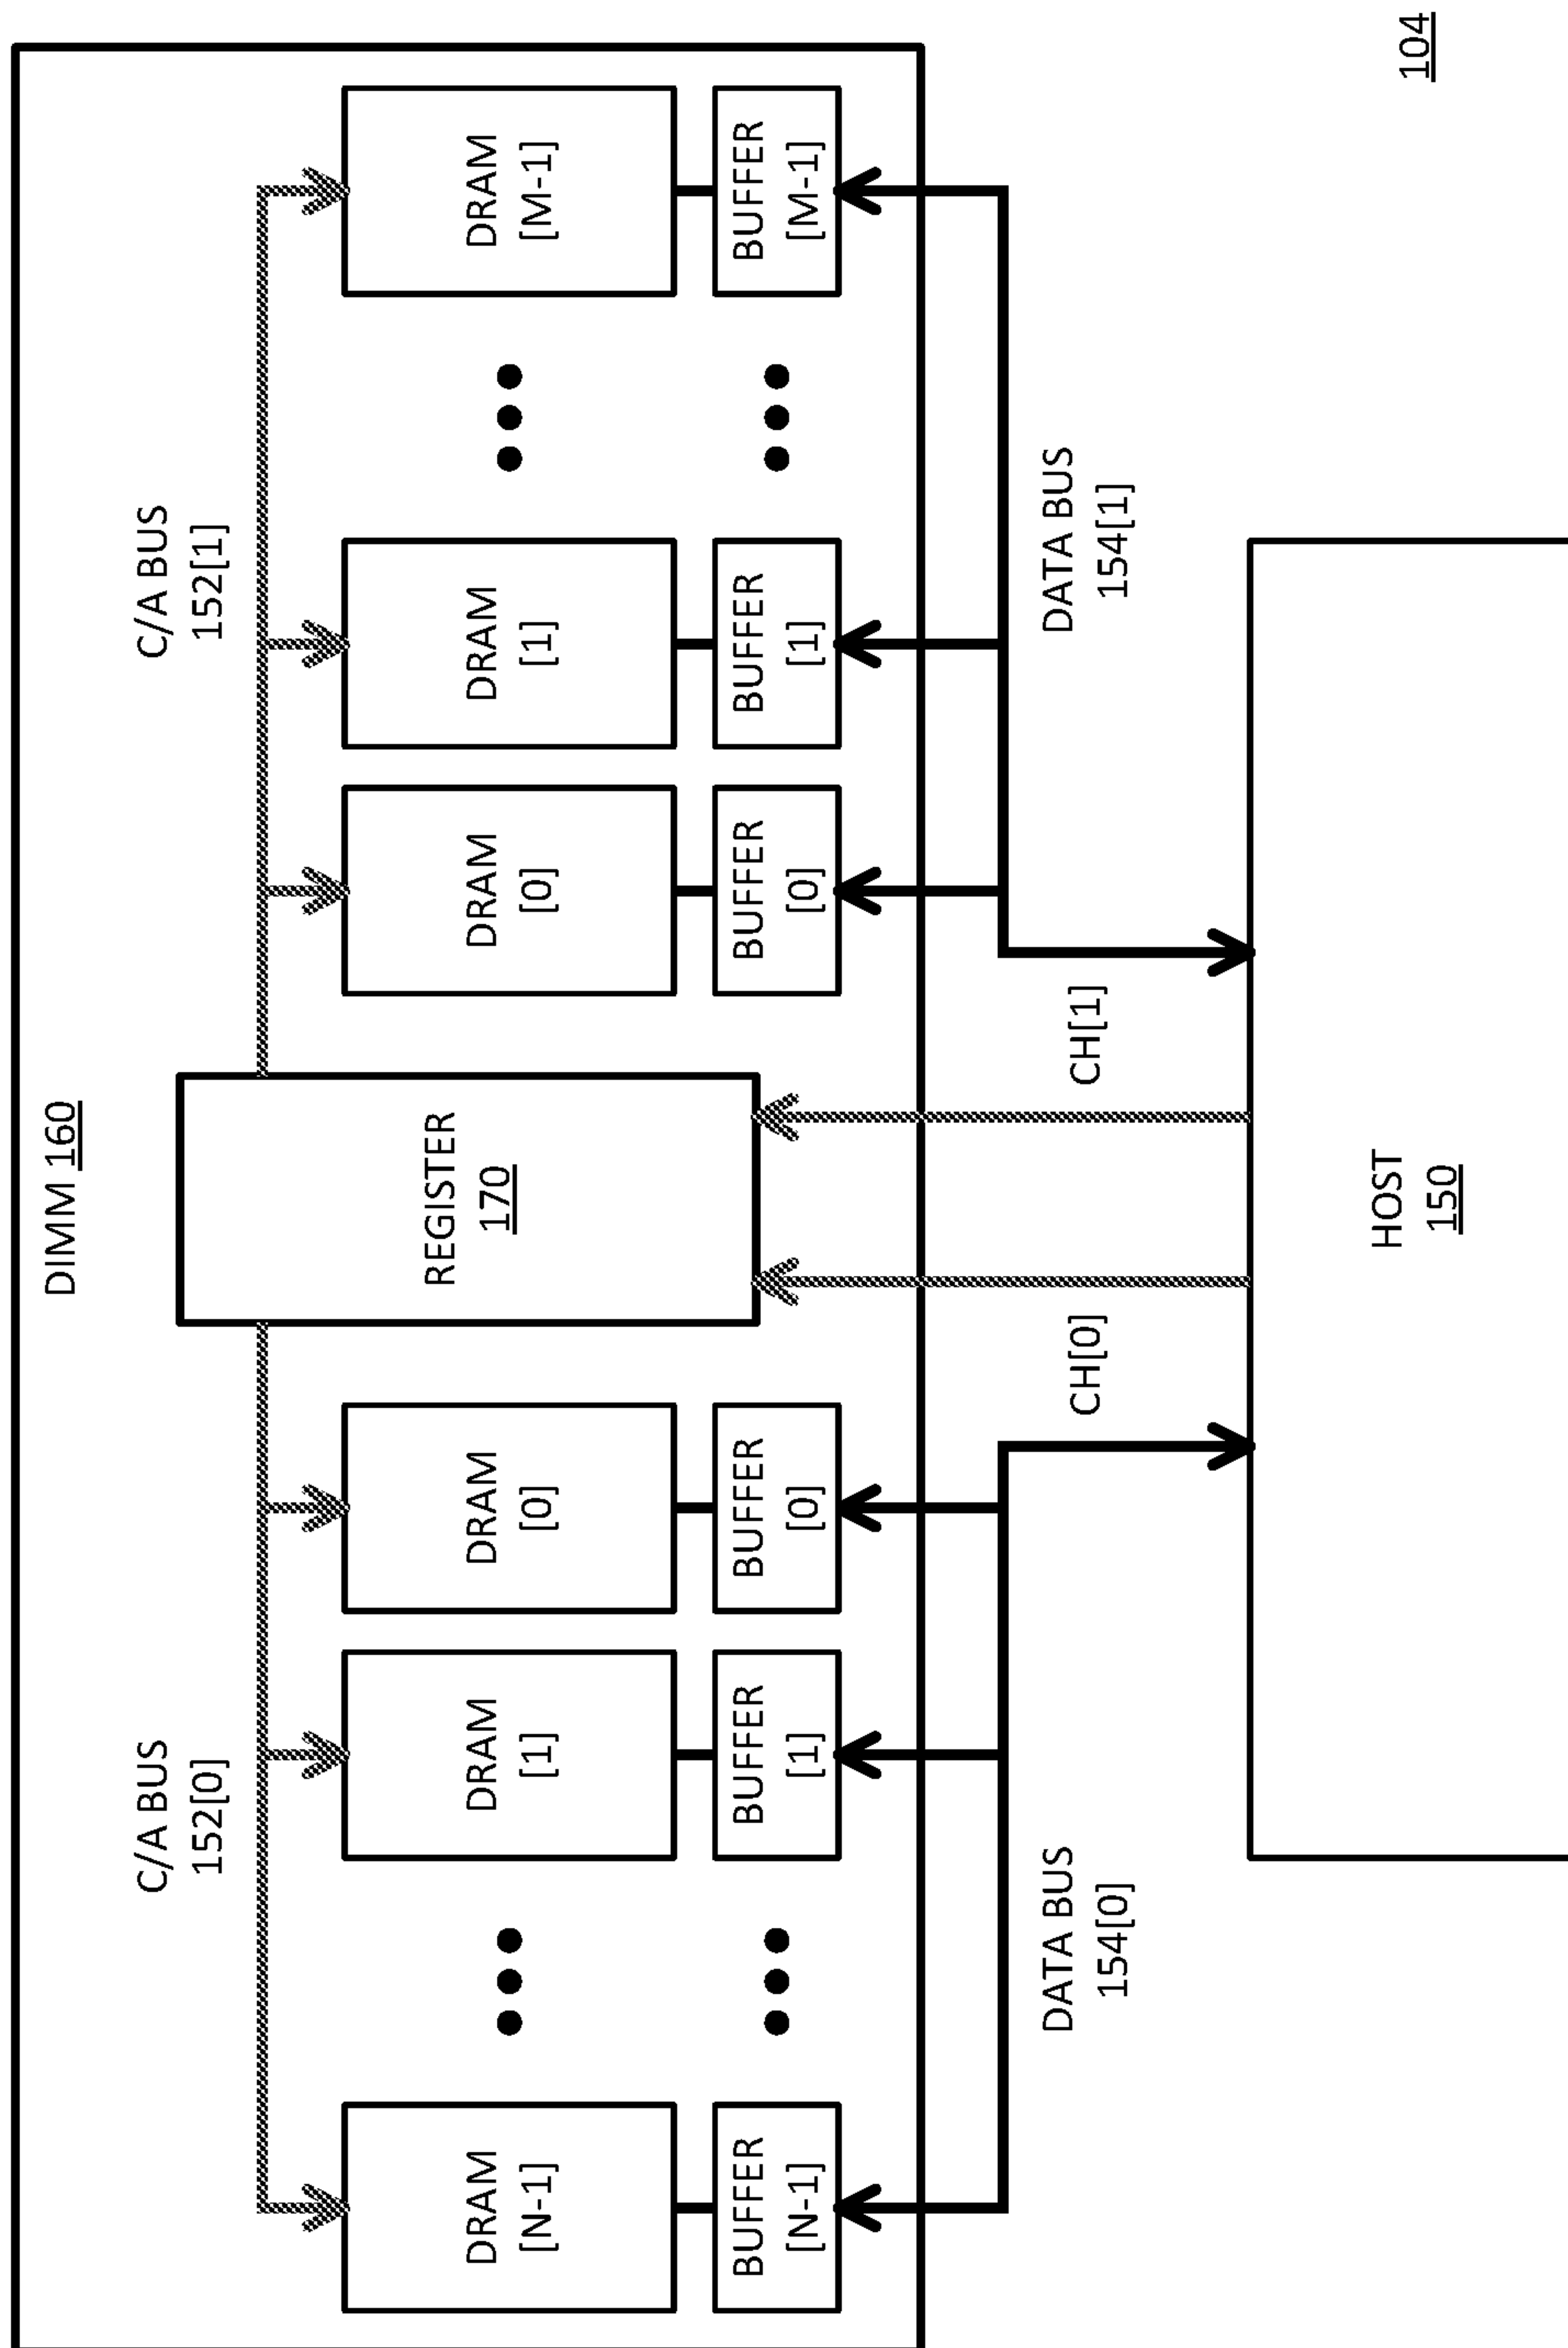 DIMM 160
C/A BUS
152[0]
C/A BUS
152[1]
REGISTER
170
DRAM
[N-1]
DRAM
[1]
DRAM
[0]
DRAM
[0]
DRAM
[1]
DRAM
[M-1]
BUFFER
[N-1]
BUFFER
[1]
BUFFER
[0]
BUFFER
[0]
BUFFER
[1]
BUFFER
[M-1]
DATA BUS
154[0]
CH[0]
CH[1]
DATA BUS
154[1]
HOST
150
104